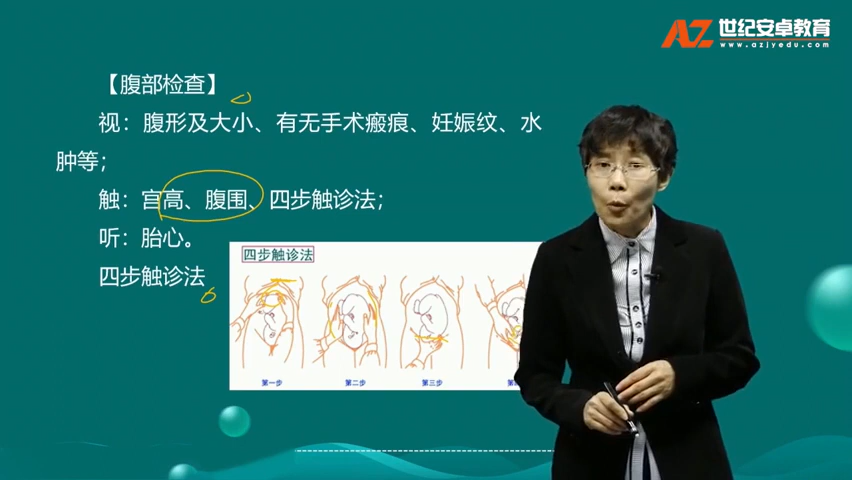 世纪安卓教育
www.azjyedu.com
【腹部检查】
视：腹形及大小、有无手术瘢痕、妊娠纹、水
肿等；
触：宫高、腹围、四步触诊法；
听：胎心。
四步触诊法
四步触诊法
第一步
第二步
第三步